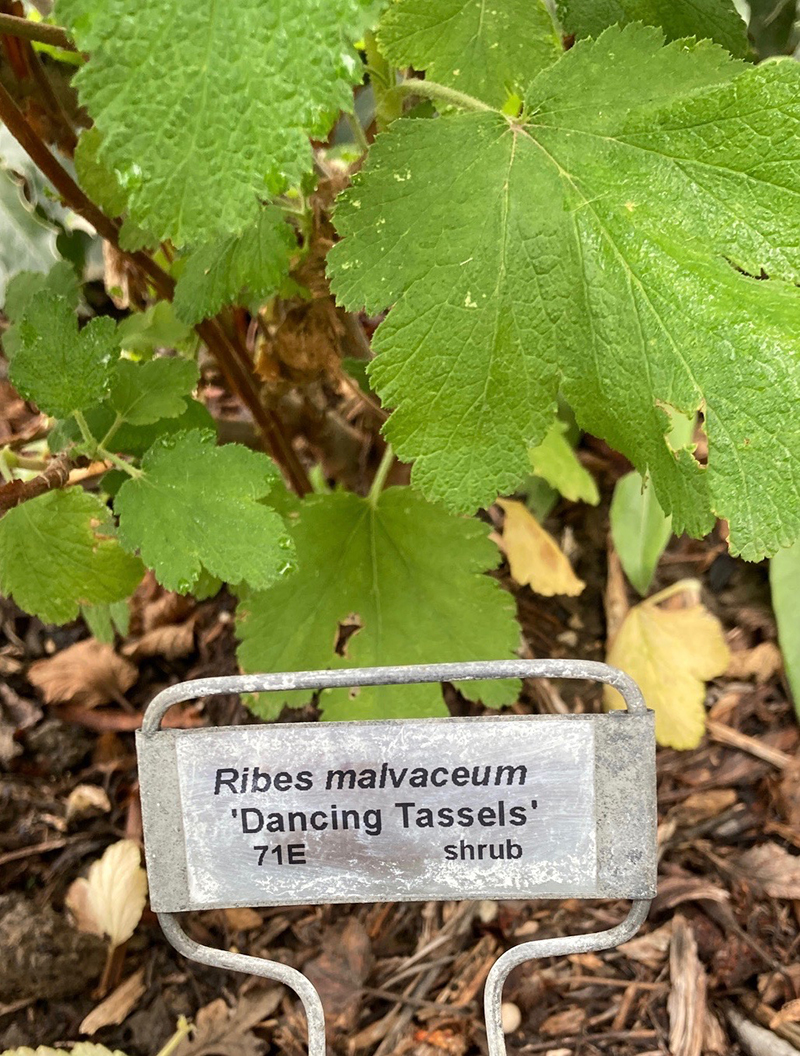 Ribes malvaceum
'Dancing Tassels'
71E shrub